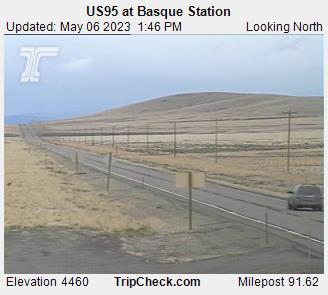 US95 at Basque Station
Updated: May 06 2023 1:46 PM Looking North
Elevation 4460 TripCheck.com Milepost 91.62